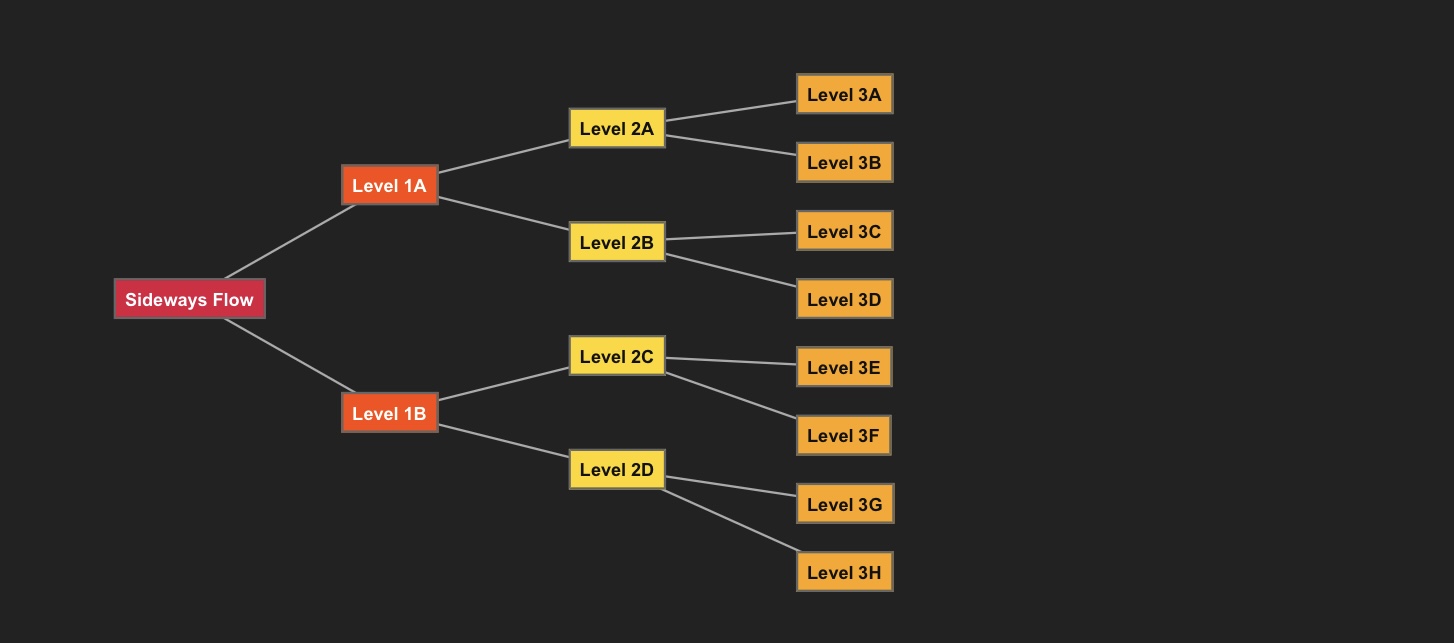 Sideways Flow
Level 1A
Level 1B
Level 2A
Level 2B
Level 2C
Level 2D
Level 3A
Level 3B
Level 3C
Level 3D
Level 3E
Level 3F
Level 3G
Level 3H